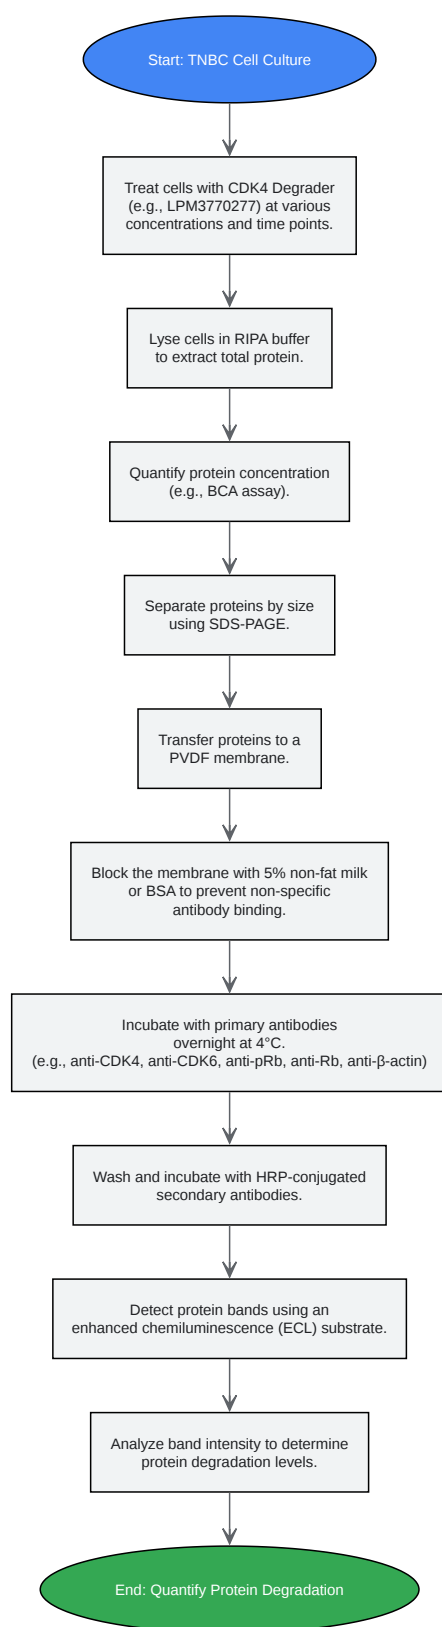 Start: TNBC Cell Culture
Treat cells with CDK4 Degrader
(e.g., LPM3770277) at various
concentrations and time points.
Lyse cells in RIPA buffer
to extract total protein.
Quantify protein concentration
(e.g., BCA assay).
Separate proteins by size
using SDS-PAGE.
Transfer proteins to a
PVDF membrane.
Block the membrane with 5% non-fat milk
or BSA to prevent non-specific
antibody binding.
Incubate with primary antibodies
overnight at 4°C.
(e.g., anti-CDK4, anti-CDK6, anti-pRb, anti-Rb, anti-β-actin)
Wash and incubate with HRP-conjugated
secondary antibodies.
Detect protein bands using an
enhanced chemiluminescence (ECL) substrate.
Analyze band intensity to determine
protein degradation levels.
End: Quantify Protein Degradation